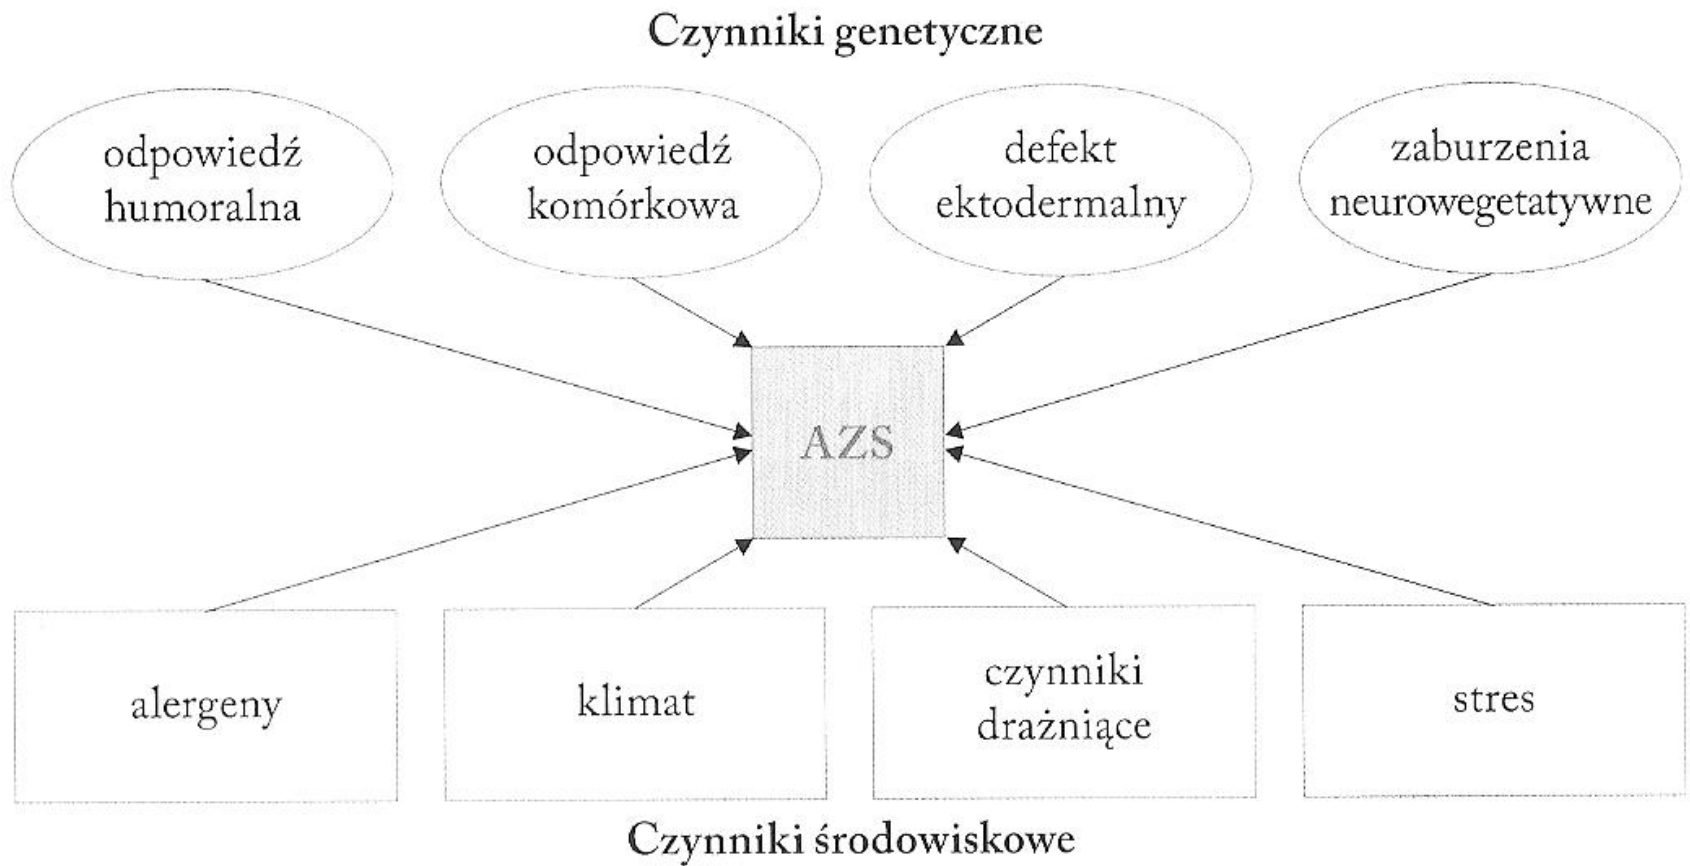 Czynniki genetyczne
odpowiedź
humoralna
odpowiedź
komórkowa
defekt
ektodermalny
zaburzenia
neurowegetatywne
AZS
alergeny
klimat
czynniki
drażniące
stres
Czynniki środowiskowe